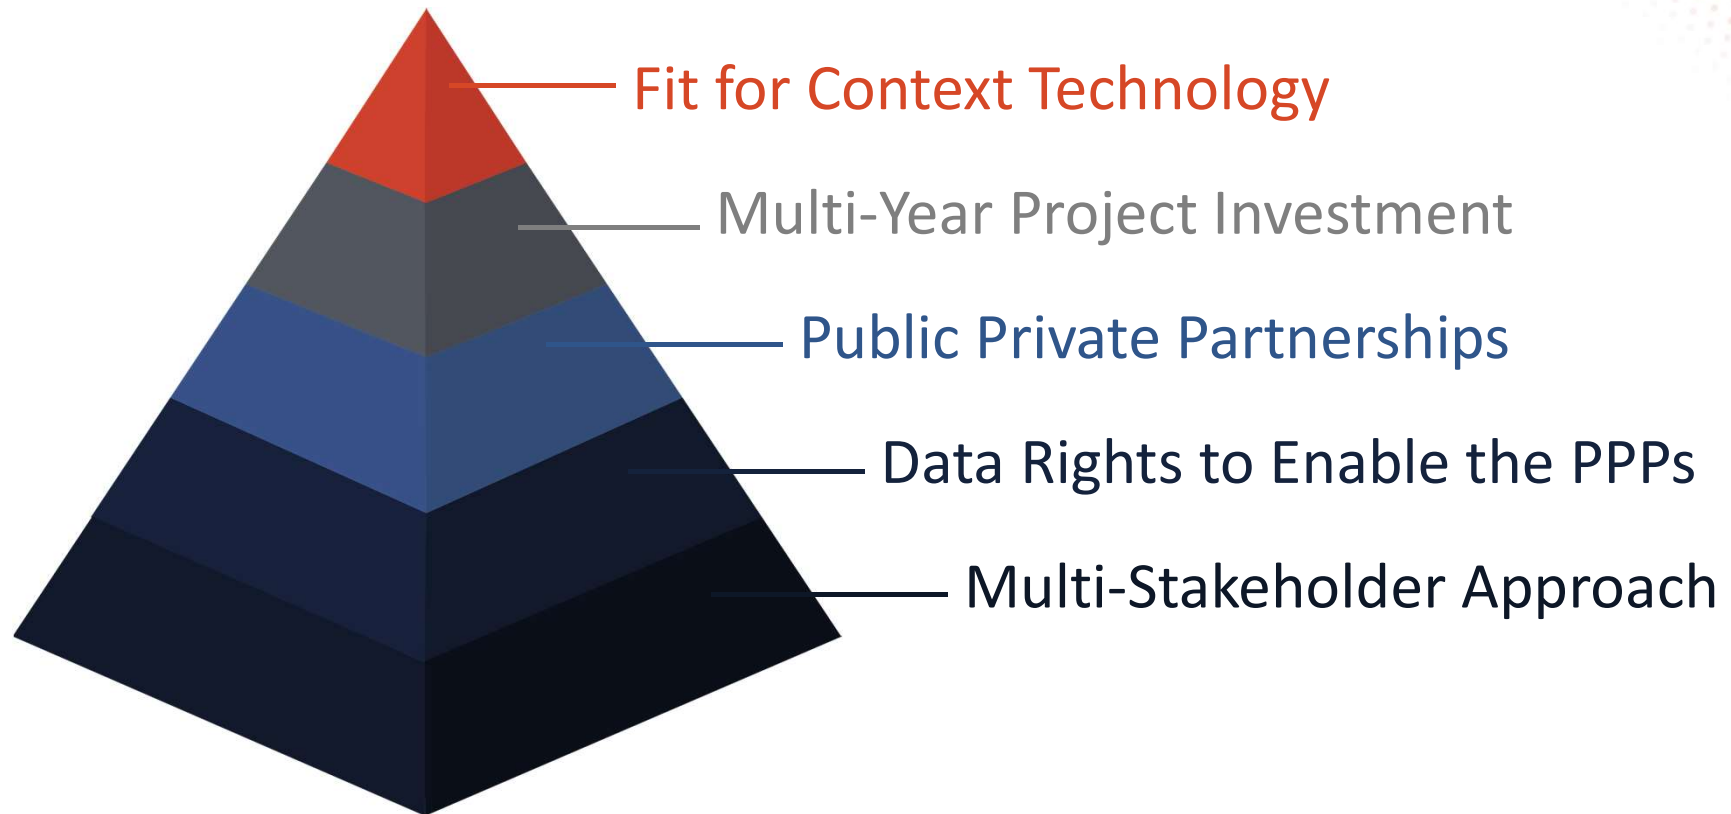 Fit for Context Technology
Multi-Year Project Investment
Public Private Partnerships
Data Rights to Enable the PPPs
Multi-Stakeholder Approach